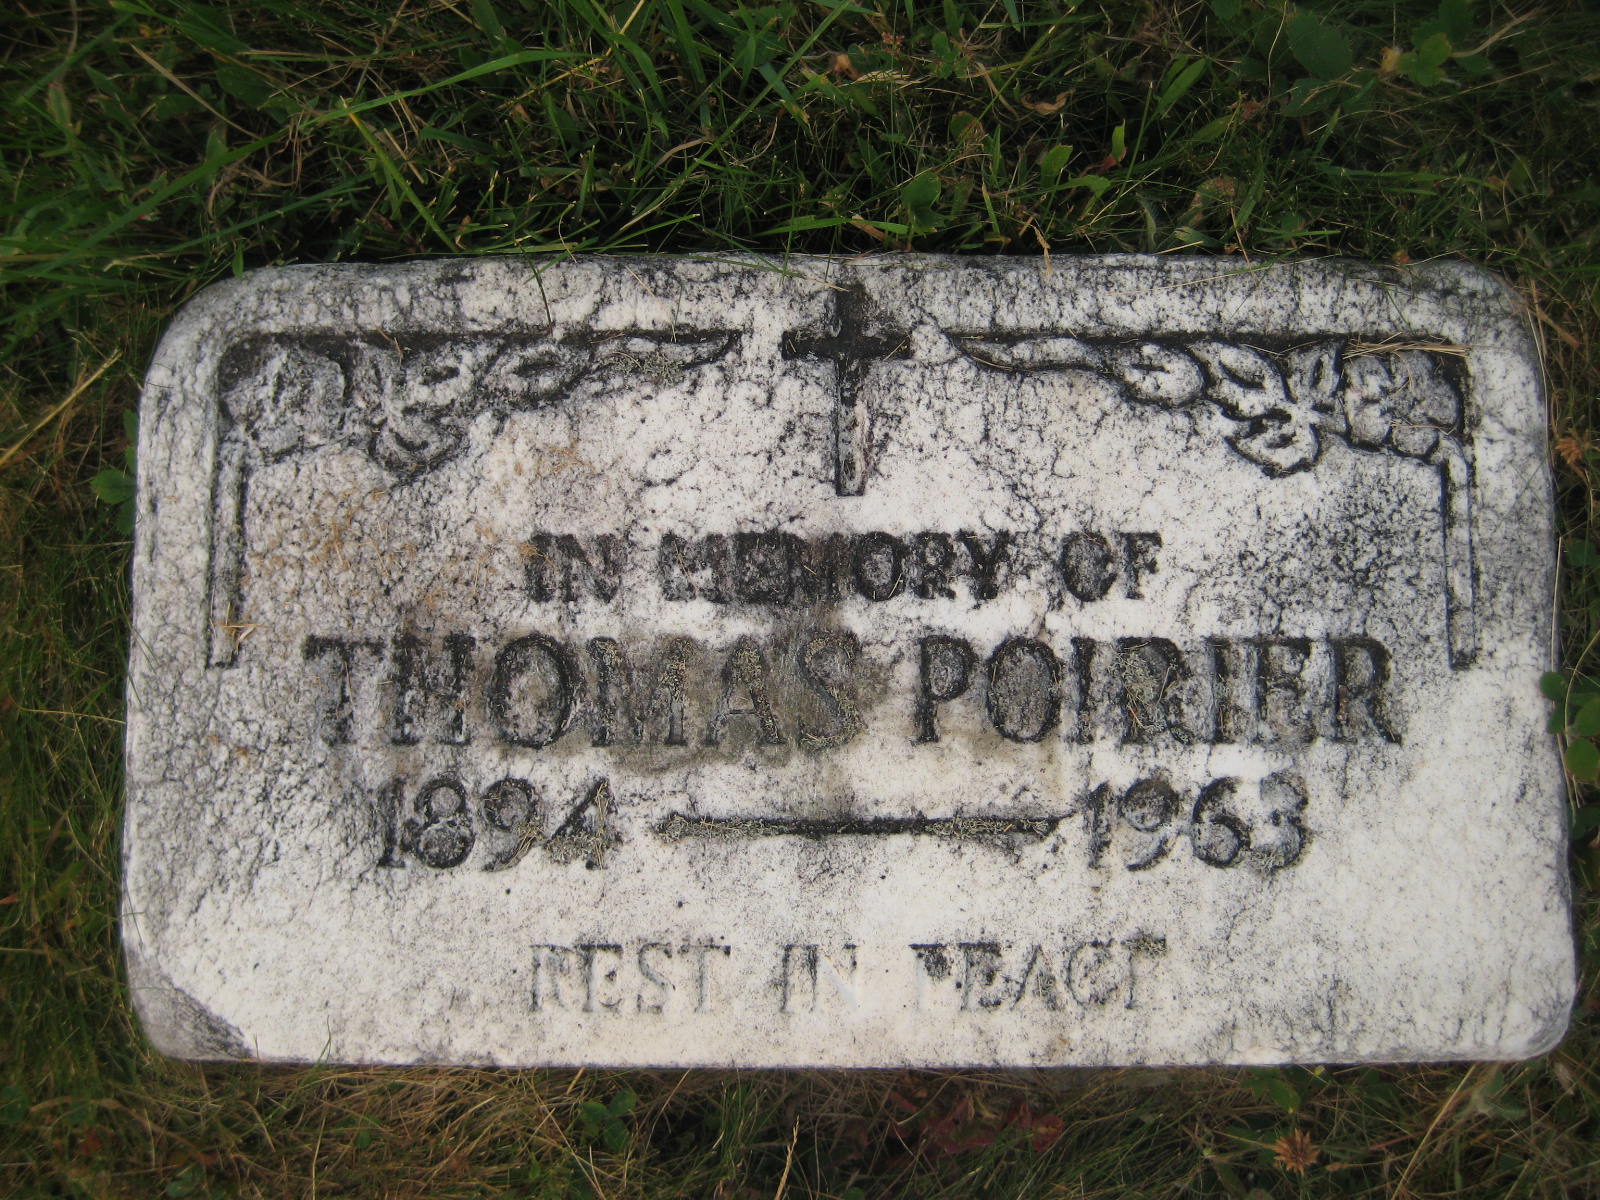 IN MEMORY OF
THOMAS POIRIER
1894 — 1963
REST IN PEACE